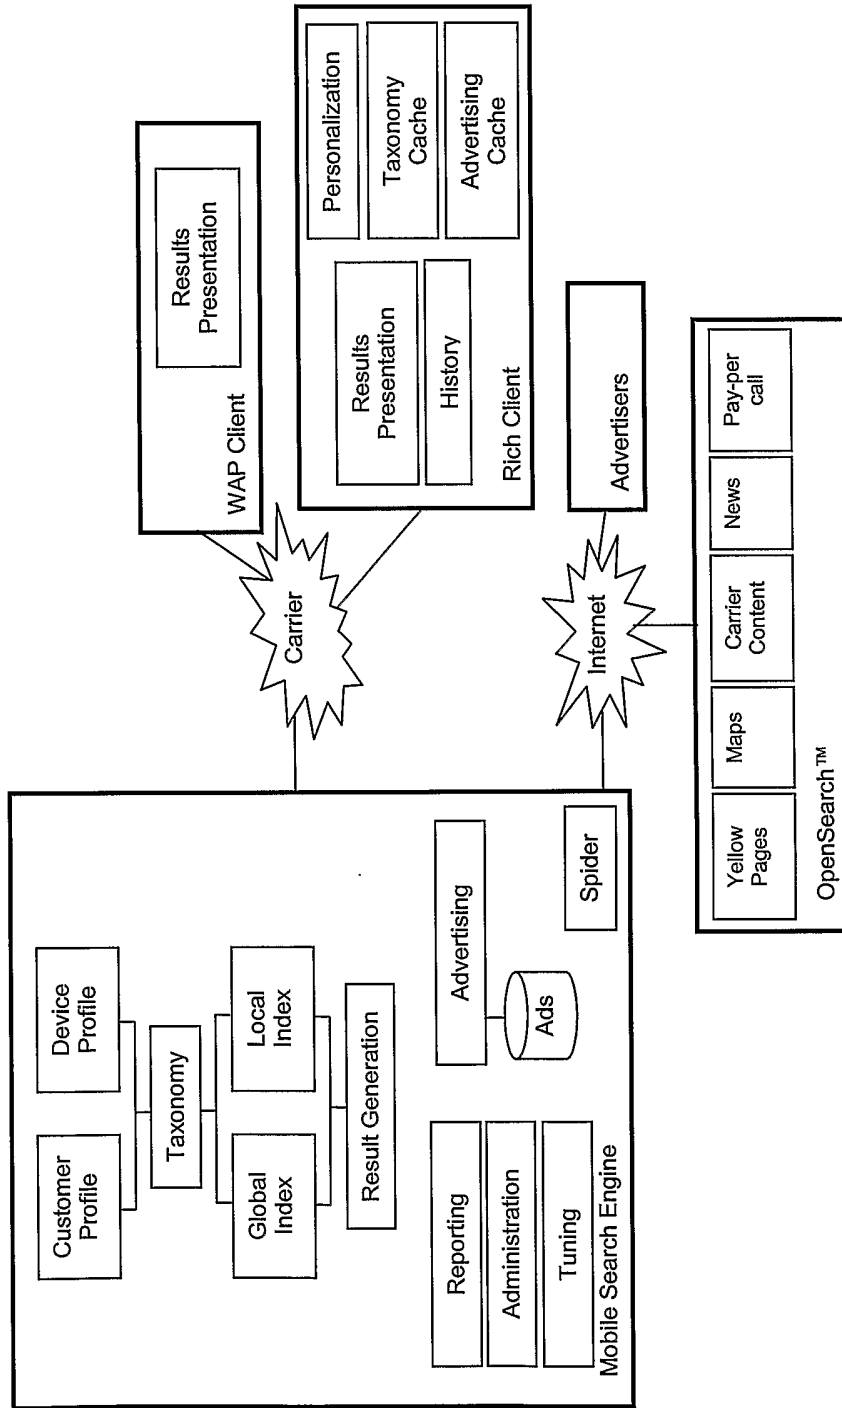 Customer
Profile
Device
Profile
Taxonomy
Global
Index
Local
Index
Result Generation
Reporting
Administration
Tuning
Advertising
Ads
Spider
Mobile Search Engine
Carrier
Internet
WAP Client
Results
Presentation
Rich Client
Results
Presentation
History
Personalization
Taxonomy
Cache
Advertising
Cache
Advertisers
Yellow
Pages
Maps
Carrier
Content
News
Pay-per
call
OpenSearch™